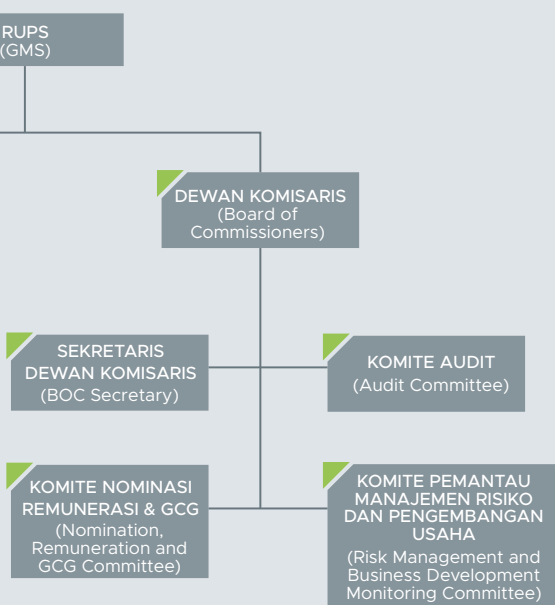 RUPS
(GMS)
DEWAN KOMISARIS
(Board of
Commissioners)
SEKRETARIS
DEWAN KOMISARIS
(BOC Secretary)
KOMITE AUDIT
(Audit Committee)
KOMITE NOMINASI
REMUNERASI & GCG
(Nomination,
Remuneration and
GCG Committee)
KOMITE PEMANTAU
MANAJEMEN RISIKO
DAN PENGEMBANGAN
USAHA
(Risk Management and
Business Development
Monitoring Committee)